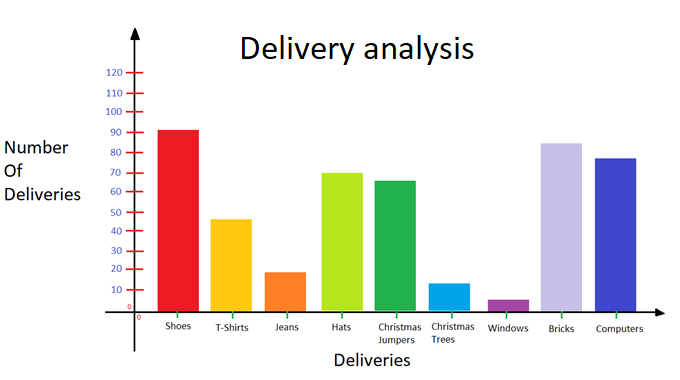 Delivery analysis
120
110
100
90
80
70
60
50
40
30
20
10
0
0
Number
Of
Deliveries
Shoes
T-Shirts
Jeans
Hats
Christmas
Jumpers
Christmas
Trees
Windows
Bricks
Computers
Deliveries